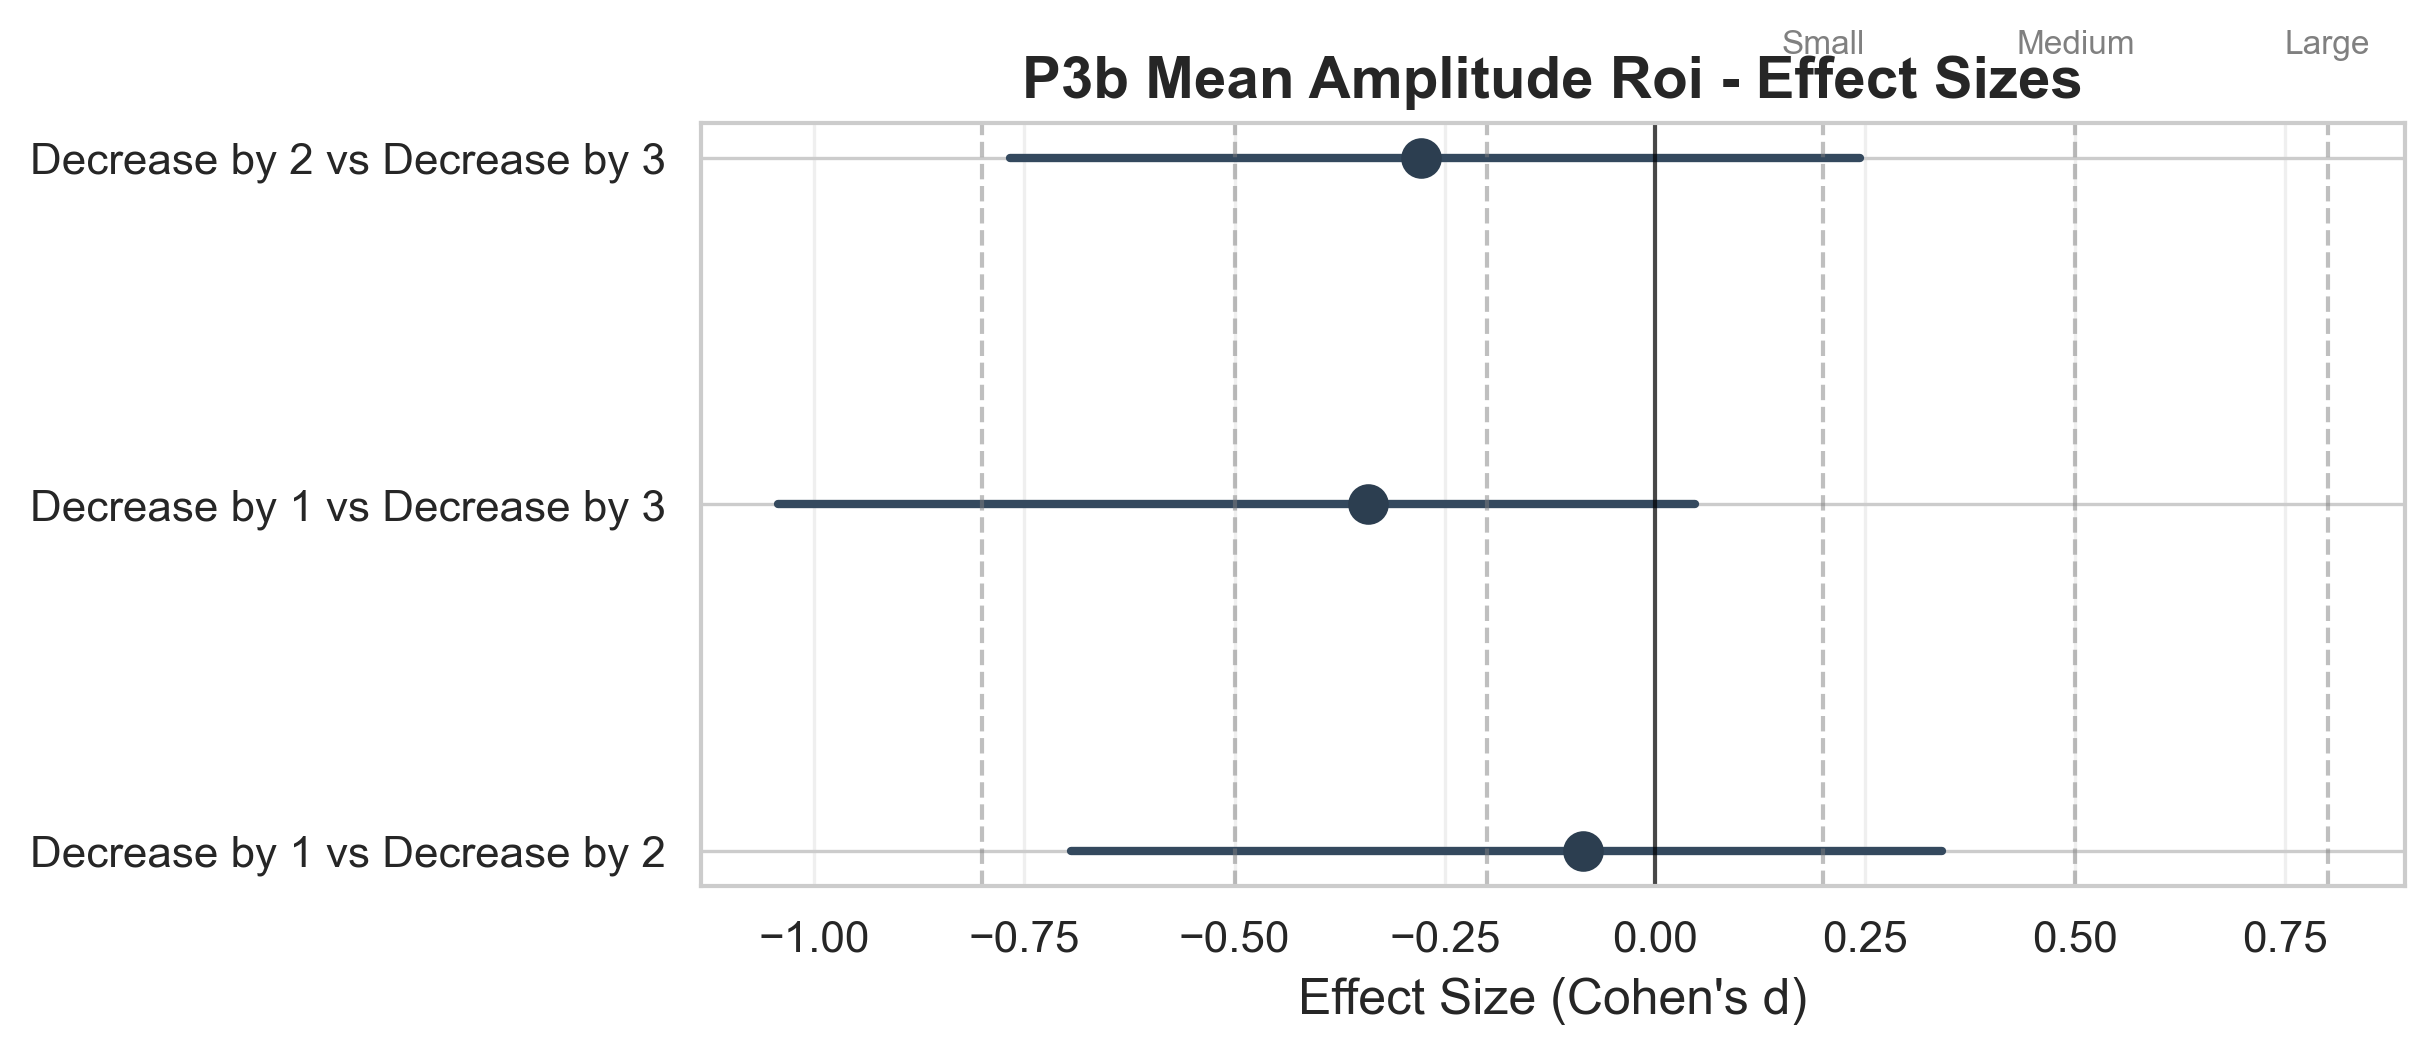 Small Medium Large
P3b Mean Amplitude Roi - Effect Sizes
Decrease by 2 vs Decrease by 3
Decrease by 1 vs Decrease by 3
Decrease by 1 vs Decrease by 2
−1.00 −0.75 −0.50 −0.25 0.00 0.25 0.50 0.75
Effect Size (Cohen's d)